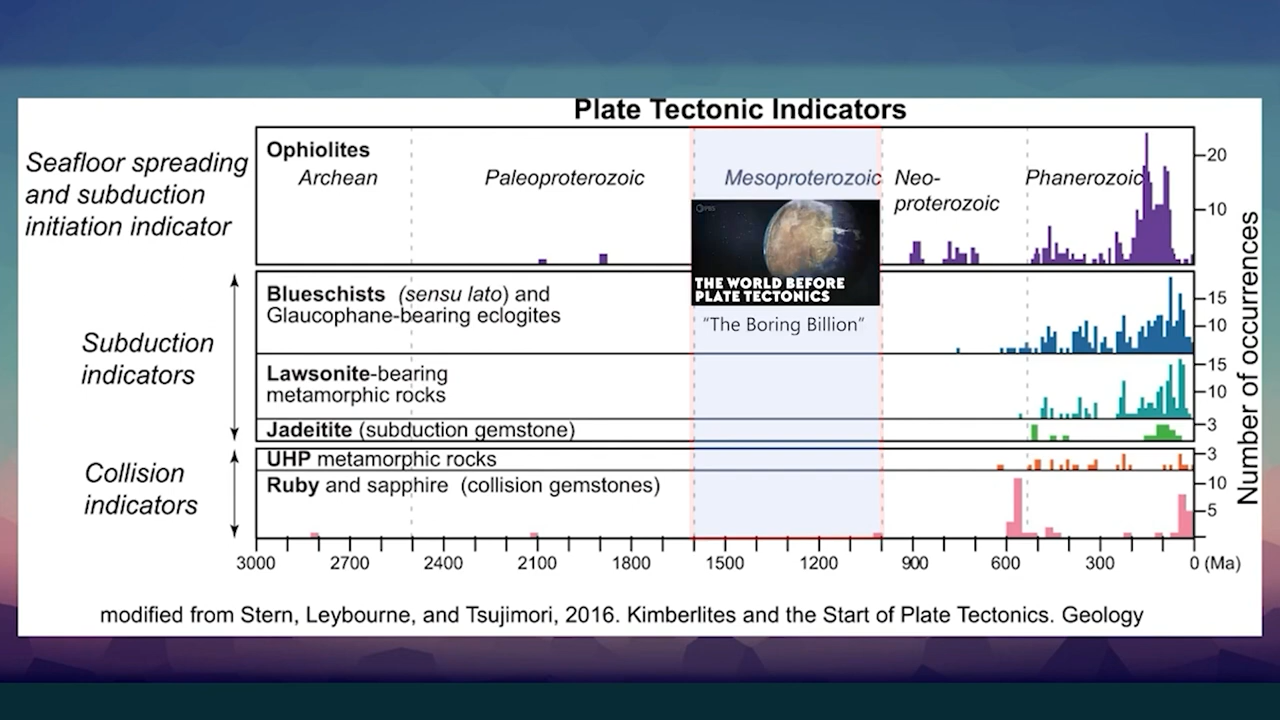 Plate Tectonic Indicators
Seafloor spreading
and subduction
initiation indicator
Ophiolites
Archean
Paleoproterozoic
Mesoproterozoic
Neo-
proterozoic
Phanerozoic
20
10
PBS
THE WORLD BEFORE
PLATE TECTONICS
"The Boring Billion"
Subduction
indicators
Blueschists (sensu lato) and
Glaucophane-bearing eclogites
15
10
Lawsonite-bearing
metamorphic rocks
15
10
Jadeitite (subduction gemstone)
3
Collision
indicators
UHP metamorphic rocks
3
Ruby and sapphire (collision gemstones)
10
5
Number of occurrences
3000 2700 2400 2100 1800 1500 1200 900 600 300 0 (Ma)
modified from Stern, Leybourne, and Tsujimori, 2016. Kimberlites and the Start of Plate Tectonics. Geology